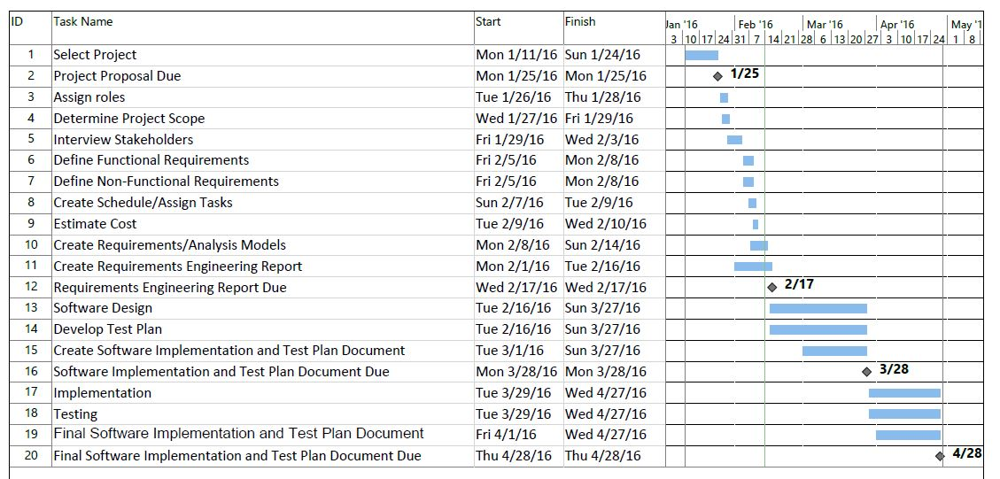 ID Task Name Start Finish Jan '16 Feb '16 Mar '16 Apr '16 May '1
3 10 17 24 31 7 14 21 28 6 13 20 27 3 10 17 24 1 8
1 Select Project Mon 1/11/16 Sun 1/24/16
2 Project Proposal Due Mon 1/25/16 Mon 1/25/16 1/25
3 Assign roles Tue 1/26/16 Thu 1/28/16
4 Determine Project Scope Wed 1/27/16 Fri 1/29/16
5 Interview Stakeholders Fri 1/29/16 Wed 2/3/16
6 Define Functional Requirements Fri 2/5/16 Mon 2/8/16
7 Define Non-Functional Requirements Fri 2/5/16 Mon 2/8/16
8 Create Schedule/Assign Tasks Sun 2/7/16 Tue 2/9/16
9 Estimate Cost Tue 2/9/16 Wed 2/10/16
10 Create Requirements/Analysis Models Mon 2/8/16 Sun 2/14/16
11 Create Requirements Engineering Report Mon 2/1/16 Tue 2/16/16
12 Requirements Engineering Report Due Wed 2/17/16 Wed 2/17/16 2/17
13 Software Design Tue 2/16/16 Sun 3/27/16
14 Develop Test Plan Tue 2/16/16 Sun 3/27/16
15 Create Software Implementation and Test Plan Document Tue 3/1/16 Sun 3/27/16
16 Software Implementation and Test Plan Document Due Mon 3/28/16 Mon 3/28/16 3/28
17 Implementation Tue 3/29/16 Wed 4/27/16
18 Testing Tue 3/29/16 Wed 4/27/16
19 Final Software Implementation and Test Plan Document Fri 4/1/16 Wed 4/27/16
20 Final Software Implementation and Test Plan Document Due Thu 4/28/16 Thu 4/28/16 4/28